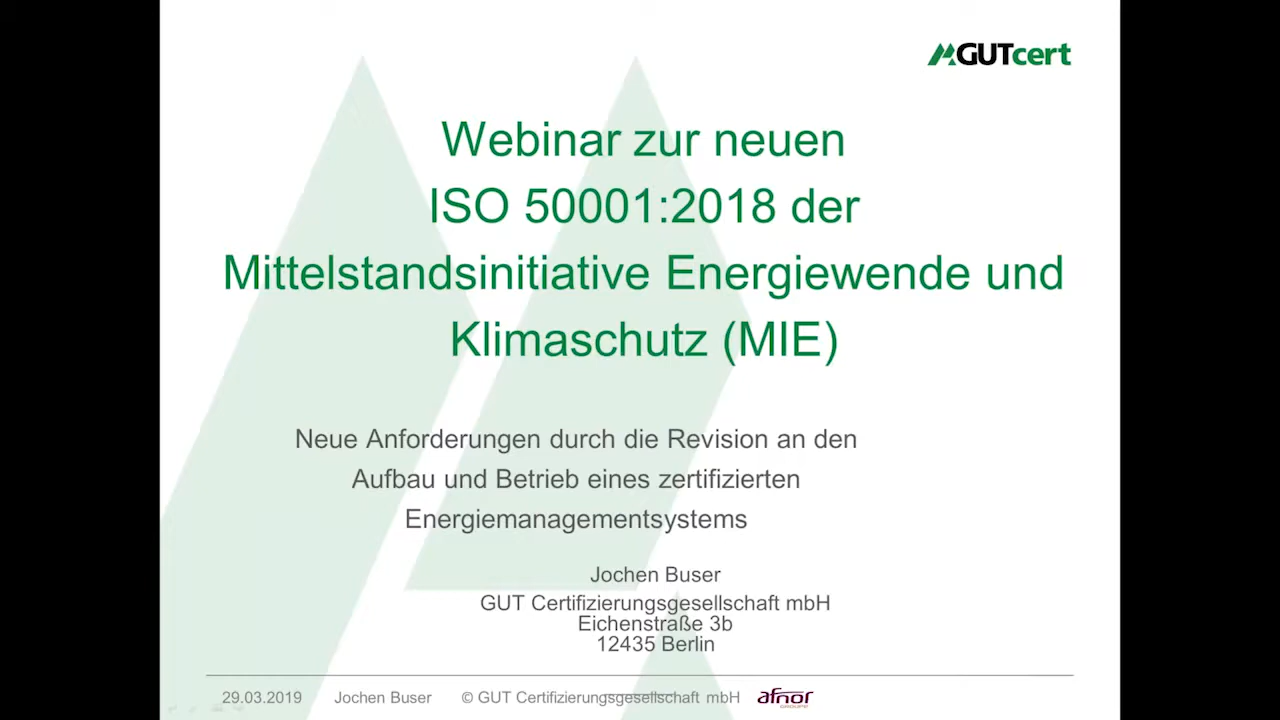 GUTcert
Webinar zur neuen
ISO 50001:2018 der
Mittelstandsinitiative Energiewende und
Klimaschutz (MIE)
Neue Anforderungen durch die Revision an den
Aufbau und Betrieb eines zertifizierten
Energiemanagementsystems
Jochen Buser
GUT Certifizierungsgesellschaft mbH
Eichenstraße 3b
12435 Berlin
29.03.2019 Jochen Buser © GUT Certifizierungsgesellschaft mbH afnor
GROUPE